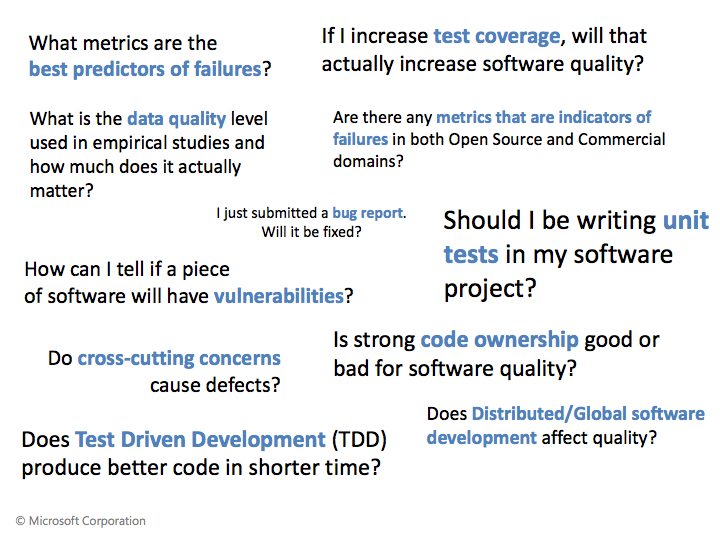 What metrics are the
best predictors of failures?
If I increase test coverage, will that
actually increase software quality?
What is the data quality level
used in empirical studies and
how much does it actually
matter?
Are there any metrics that are indicators of
failures in both Open Source and Commercial
domains?
I just submitted a bug report.
Will it be fixed?
Should I be writing unit
tests in my software
project?
How can I tell if a piece
of software will have vulnerabilities?
Is strong code ownership good or
bad for software quality?
Do cross-cutting concerns
cause defects?
Does Distributed/Global software
development affect quality?
Does Test Driven Development (TDD)
produce better code in shorter time?
© Microsoft Corporation